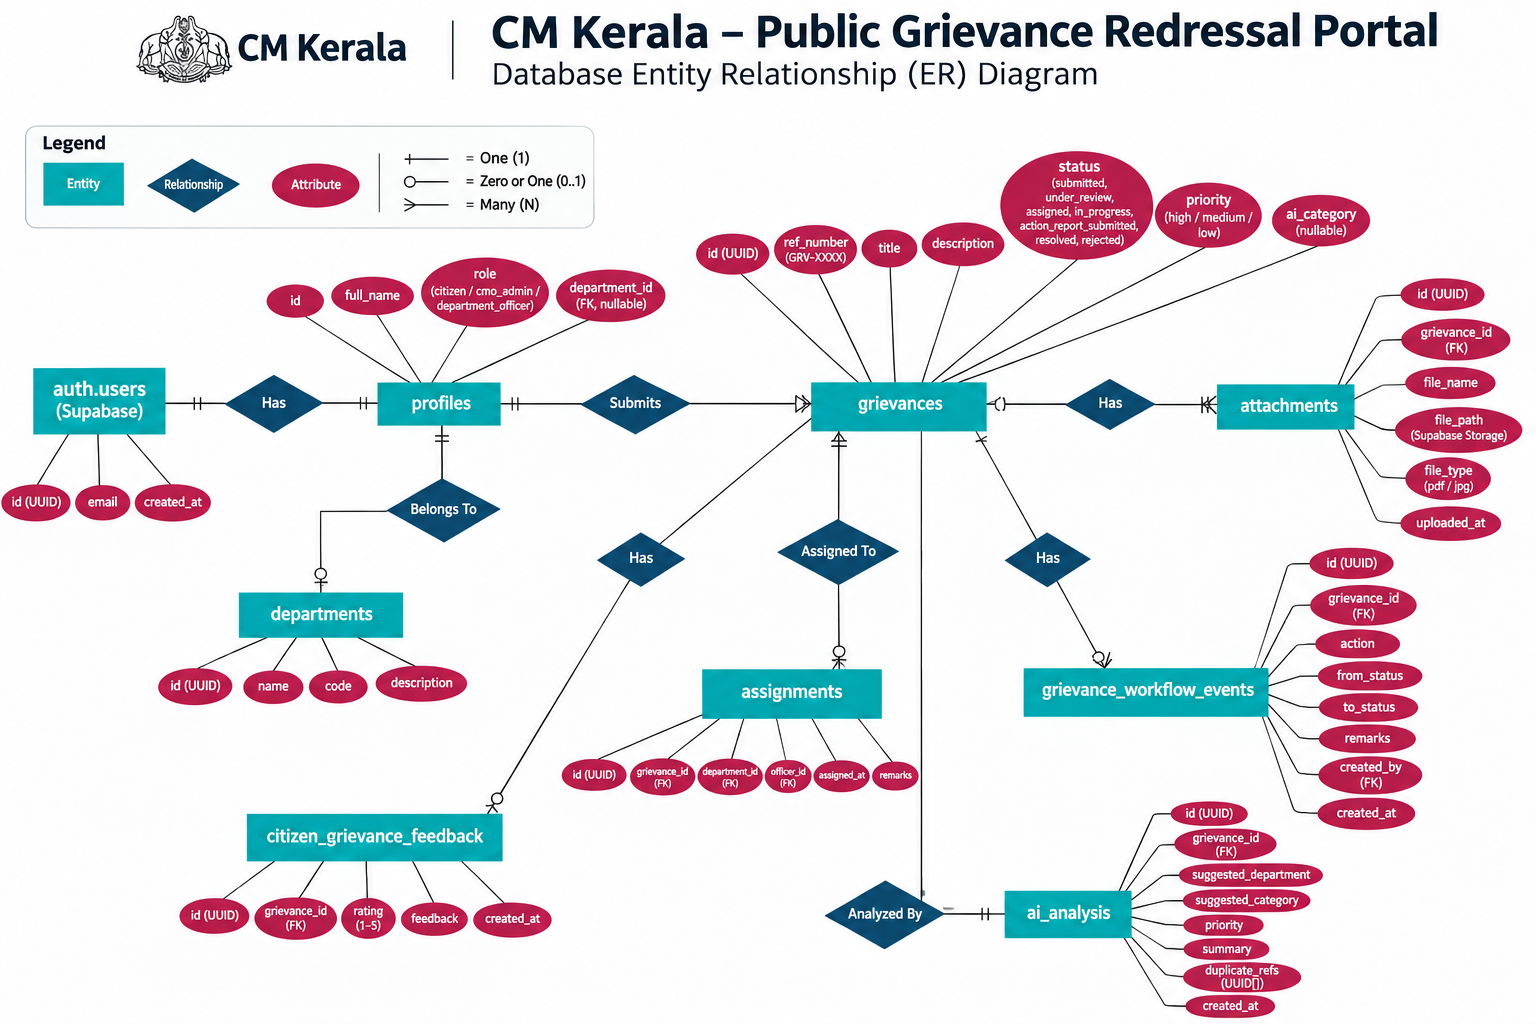 CM Kerala
CM Kerala – Public Grievance Redressal Portal
Database Entity Relationship (ER) Diagram
Legend
Entity
Relationship
Attribute
= One (1)
= Zero or One (0..1)
= Many (N)
id
full_name
role
(citizen / cmo_admin /
department_officer)
department_id
(FK, nullable)
id (UUID)
ref_number
(GRV-XXXX)
title
description
status
(submitted,
under_review,
assigned, in_progress,
action_report_submitted,
resolved, rejected)
priority
(high / medium /
low)
ai_category
(nullable)
auth.users
(Supabase)
Has
profiles
Submits
grievances
Has
attachments
id (UUID)
grievance_id
(FK)
file_name
file_path
(Supabase Storage)
file_type
(pdf / jpg)
uploaded_at
id (UUID)
email
created_at
Belongs To
Has
Assigned To
Has
departments
id (UUID)
name
code
description
assignments
id (UUID)
grievance_id
(FK)
department_id
(FK)
officer_id
(FK)
assigned_at
remarks
grievance_workflow_events
id (UUID)
grievance_id
(FK)
action
from_status
to_status
remarks
created_by
(FK)
created_at
citizen_grievance_feedback
id (UUID)
grievance_id
(FK)
rating
(1–5)
feedback
created_at
Analyzed By
ai_analysis
id (UUID)
grievance_id
(FK)
suggested_department
suggested_category
priority
summary
duplicate_refs
(UUID[])
created_at